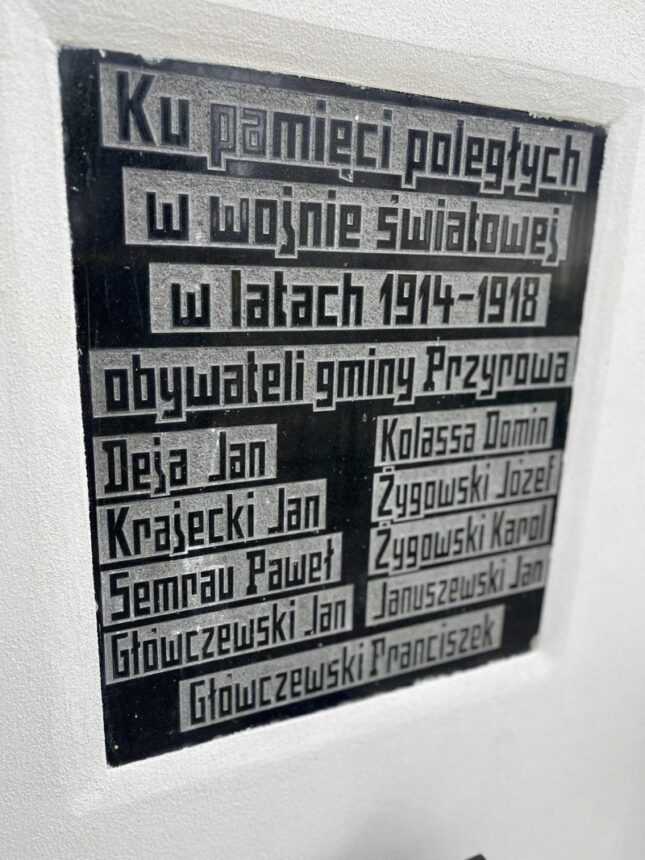 Ku pamięci poległych
w wojnie światowej
w latach 1914-1918
obywateli gminy Przyrowa
Deja Jan
Krajecki Jan
Semrau Paweł
Główczewski Jan
Kolassa Domin
Żygowski Józef
Żygowski Karol
Januszewski Jan
Główczewski Franciszek